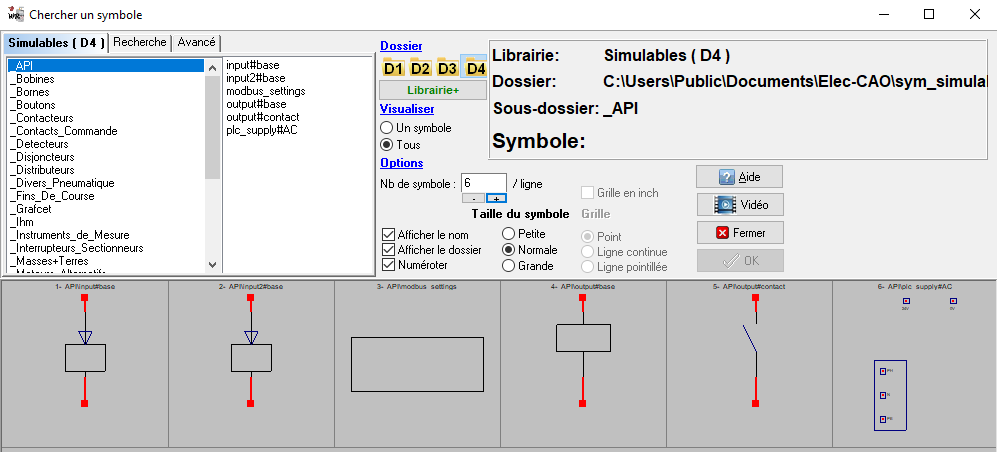 Chercher un symbole
Simulables ( D4 )
Recherche
Avancé
_API
_Bobines
_Bornes
_Boutons
_Contacteurs
_Contacts_Commande
_Detecteurs
_Disjoncteurs
_Distributeurs
_Divers_Pneumatique
_Fins_De_Course
_Grafcet
_Ihm
_Instruments_de_Mesure
_Interrupteurs_Sectionneurs
_Masses+Terres
input#base
input2#base
modbus_settings
output#base
output#contact
plc_supply#AC
Dossier
D1 D2 D3 D4
Librairie+
Visualiser
Un symbole
Tous
Options
Nb de symbole : 6 / ligne
- +
Grille en inch
Taille du symbole
Grille
Afficher le nom
Afficher le dossier
Numéroter
Petite
Normale
Grande
Point
Ligne continue
Ligne pointillée
Librairie: Simulables ( D4 )
Dossier: C:\Users\Public\Documents\Elec-CAO\sym_simula
Sous-dossier: _API
Symbole:
Aide
Vidéo
Fermer
OK
1- API\input#base
2- API\input2#base
3- API\modbus settings
4- API\output#base
5- API\output#contact
6- API\plc supply#AC